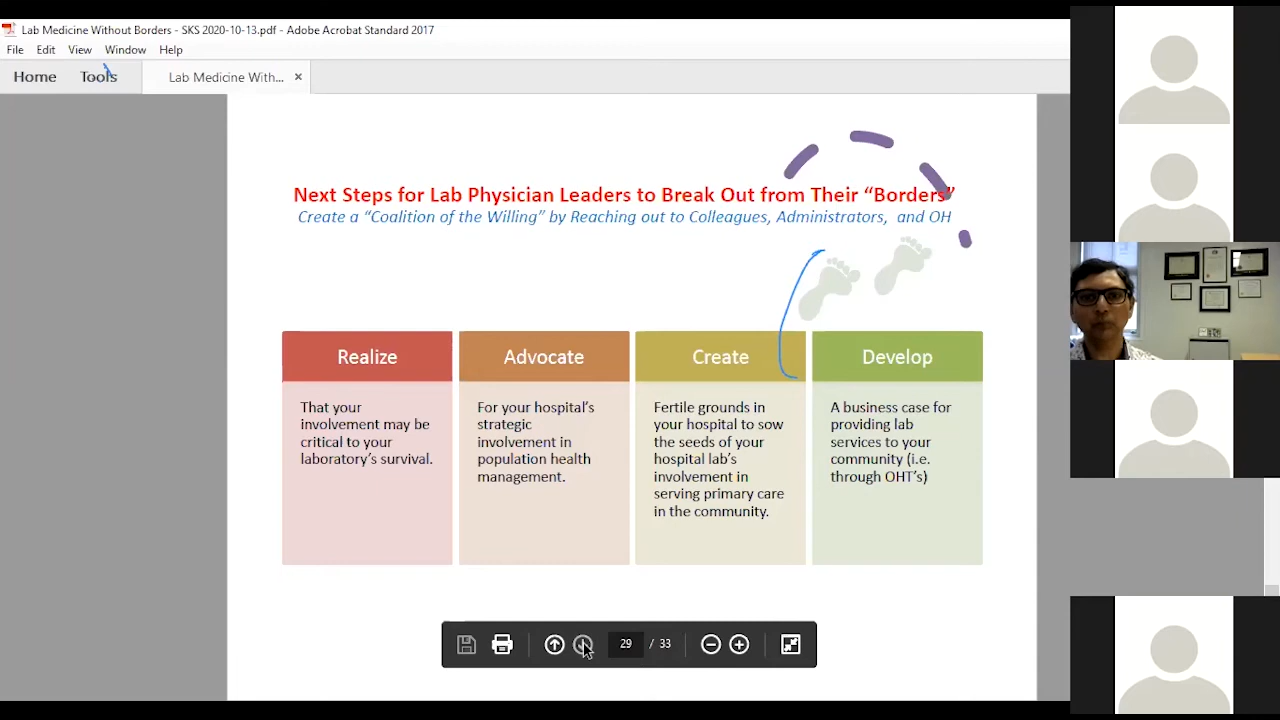 Lab Medicine Without Borders - SKS 2020-10-13.pdf - Adobe Acrobat Standard 2017
File Edit View Window Help
Home Tools Lab Medicine With... ×
Next Steps for Lab Physician Leaders to Break Out from Their “Borders”
Create a “Coalition of the Willing” by Reaching out to Colleagues, Administrators, and OH
Realize
That your
involvement may be
critical to your
laboratory’s survival.
Advocate
For your hospital’s
strategic
involvement in
population health
management.
Create
Fertile grounds in
your hospital to sow
the seeds of your
hospital lab’s
involvement in
serving primary care
in the community.
Develop
A business case for
providing lab
services to your
community (i.e.
through OHT’s)
29 / 33